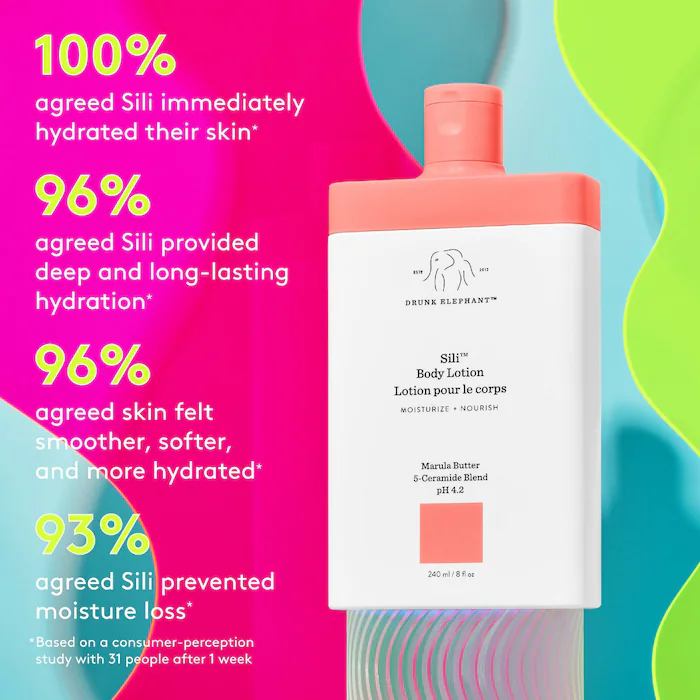 100%
agreed Sili immediately
hydrated their skin*
96%
agreed Sili provided
deep and long-lasting
hydration*
96%
agreed skin felt
smoother, softer,
and more hydrated*
93%
agreed Sili prevented
moisture loss*
*Based on a consumer-perception
study with 31 people after 1 week
ESTD 2012
DRUNK ELEPHANT™
Sili™
Body Lotion
Lotion pour le corps
MOISTURIZE + NOURISH
Marula Butter
5-Ceramide Blend
pH 4.2
240 ml / 8 fl oz